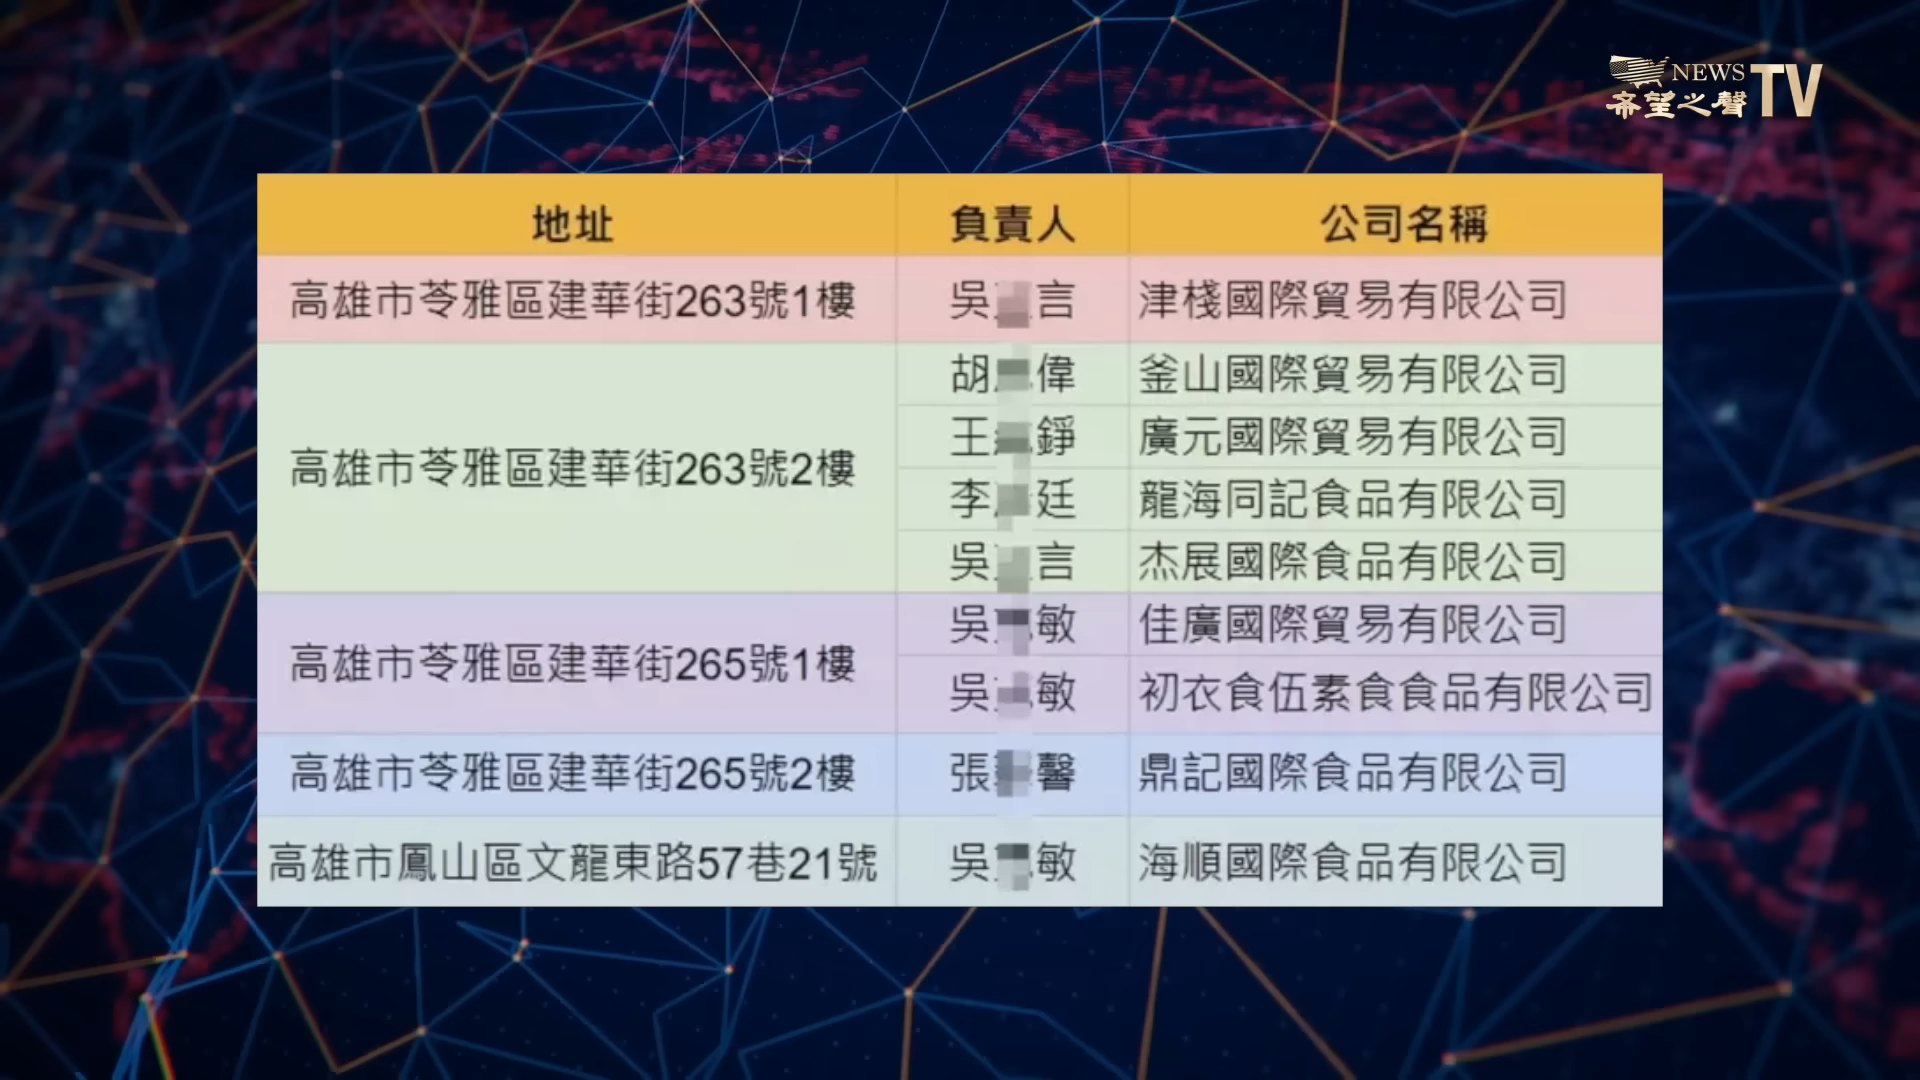 NEWS
希望之聲TV
地址 負責人 公司名稱
高雄市苓雅區建華街263號1樓 吳 言 津棧國際貿易有限公司
高雄市苓雅區建華街263號2樓 胡 偉 釜山國際貿易有限公司
王 錚 廣元國際貿易有限公司
李 廷 龍海同記食品有限公司
吳 言 杰展國際食品有限公司
高雄市苓雅區建華街265號1樓 吳 敏 佳廣國際貿易有限公司
吳 敏 初衣食伍素食食品有限公司
高雄市苓雅區建華街265號2樓 張 馨 鼎記國際食品有限公司
高雄市鳳山區文龍東路57巷21號 吳 敏 海順國際食品有限公司